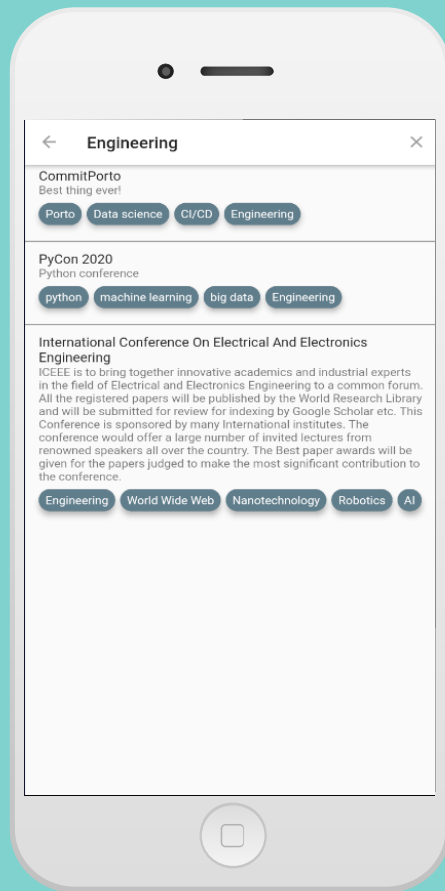 Engineering
CommitPorto
Best thing ever!
Porto Data science CI/CD Engineering
PyCon 2020
Python conference
python machine learning big data Engineering
International Conference On Electrical And Electronics
Engineering
ICEEE is to bring together innovative academics and industrial experts
in the field of Electrical and Electronics Engineering to a common forum.
All the registered papers will be published by the World Research Library
and will be submitted for review for indexing by Google Scholar etc. This
Conference is sponsored by many International institutes. The
conference would offer a large number of invited lectures from
renowned speakers all over the country. The Best paper awards will be
given for the papers judged to make the most significant contribution to
the conference.
Engineering World Wide Web Nanotechnology Robotics AI